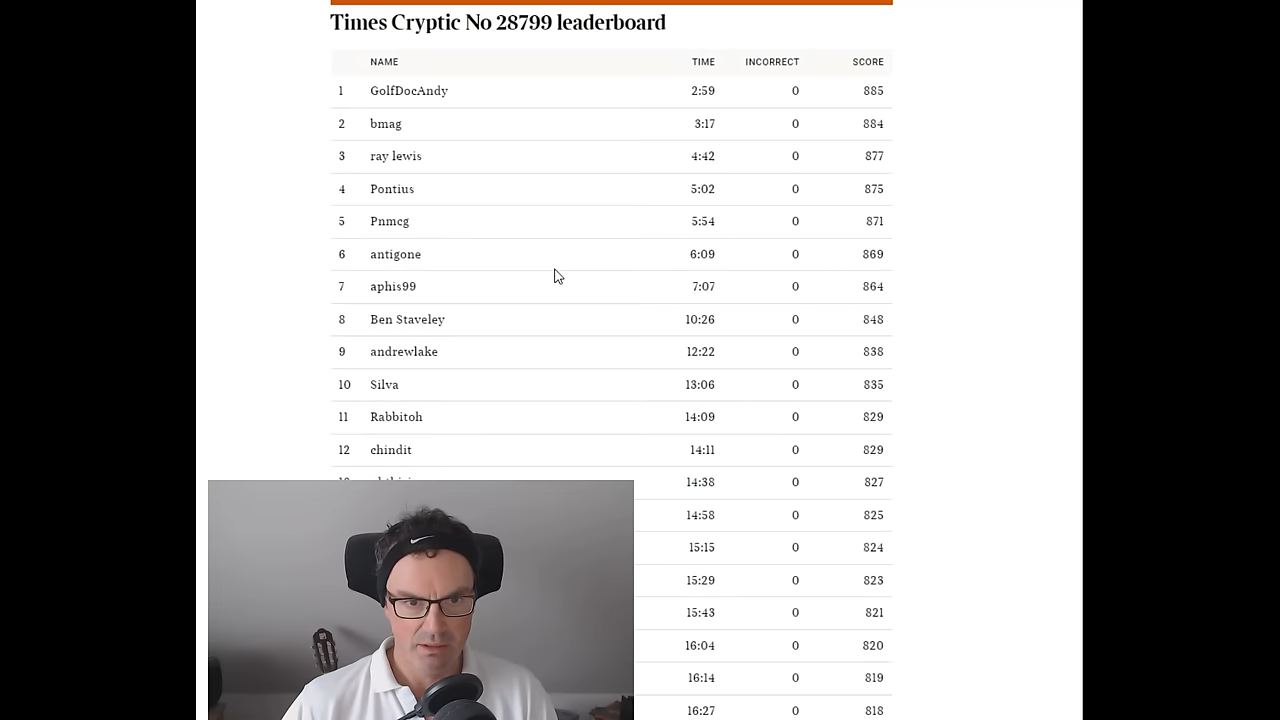 Times Cryptic No 28799 leaderboard
NAME TIME INCORRECT SCORE
1 GolfDocAndy 2:59 0 885
2 bmag 3:17 0 884
3 ray lewis 4:42 0 877
4 Pontius 5:02 0 875
5 Pnmcg 5:54 0 871
6 antigone 6:09 0 869
7 aphis99 7:07 0 864
8 Ben Staveley 10:26 0 848
9 andrewlake 12:22 0 838
10 Silva 13:06 0 835
11 Rabbitoh 14:09 0 829
12 chindit 14:11 0 829
14:38 0 827
14:58 0 825
15:15 0 824
15:29 0 823
15:43 0 821
16:04 0 820
16:14 0 819
16:27 0 818